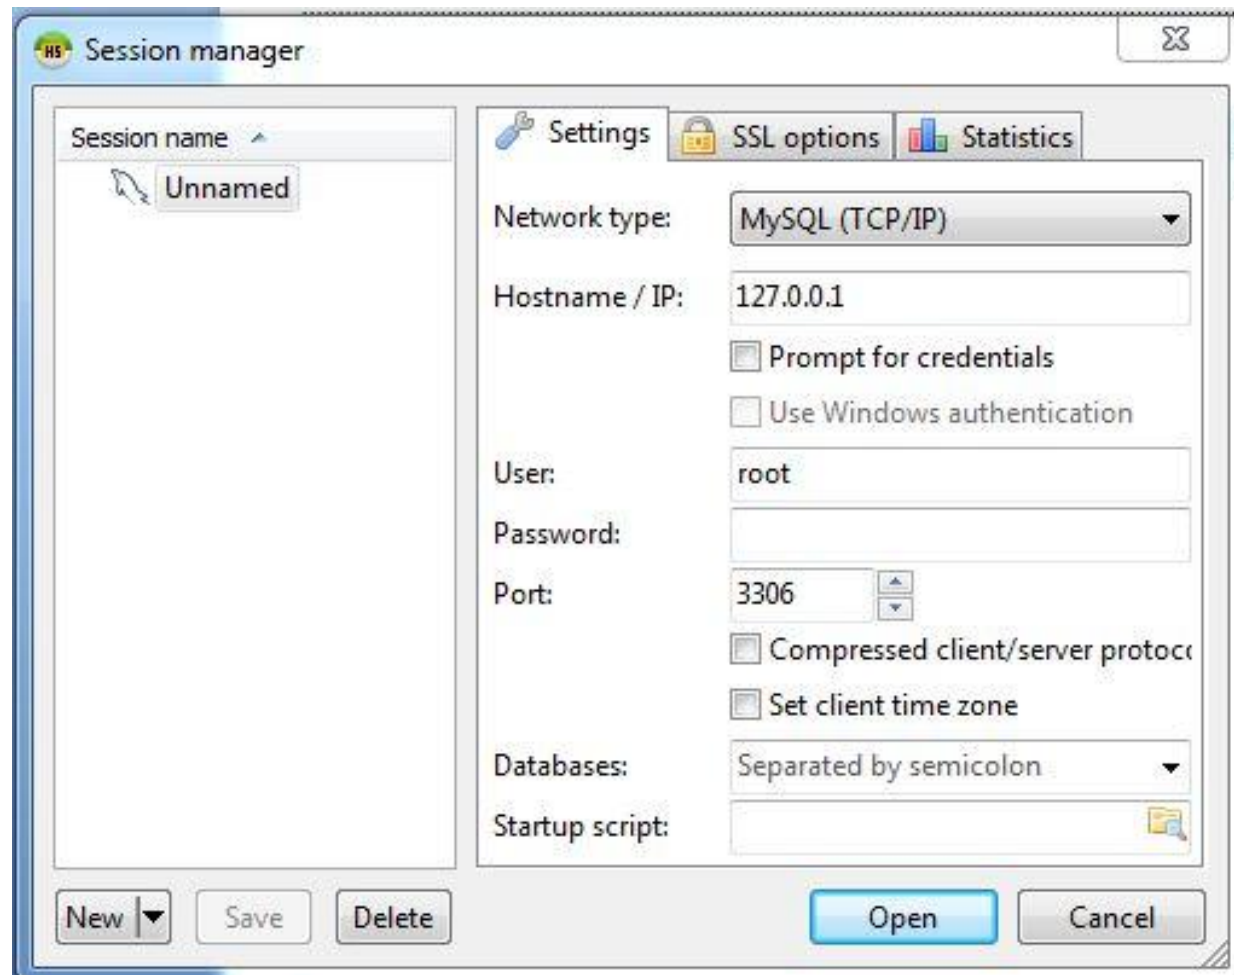 HS Session manager
Session name
Unnamed
Settings
SSL options
Statistics
Network type:
MySQL (TCP/IP)
Hostname / IP:
127.0.0.1
Prompt for credentials
Use Windows authentication
User:
root
Password:
Port:
3306
Compressed client/server protoco
Set client time zone
Databases:
Separated by semicolon
Startup script:
New
Save
Delete
Open
Cancel